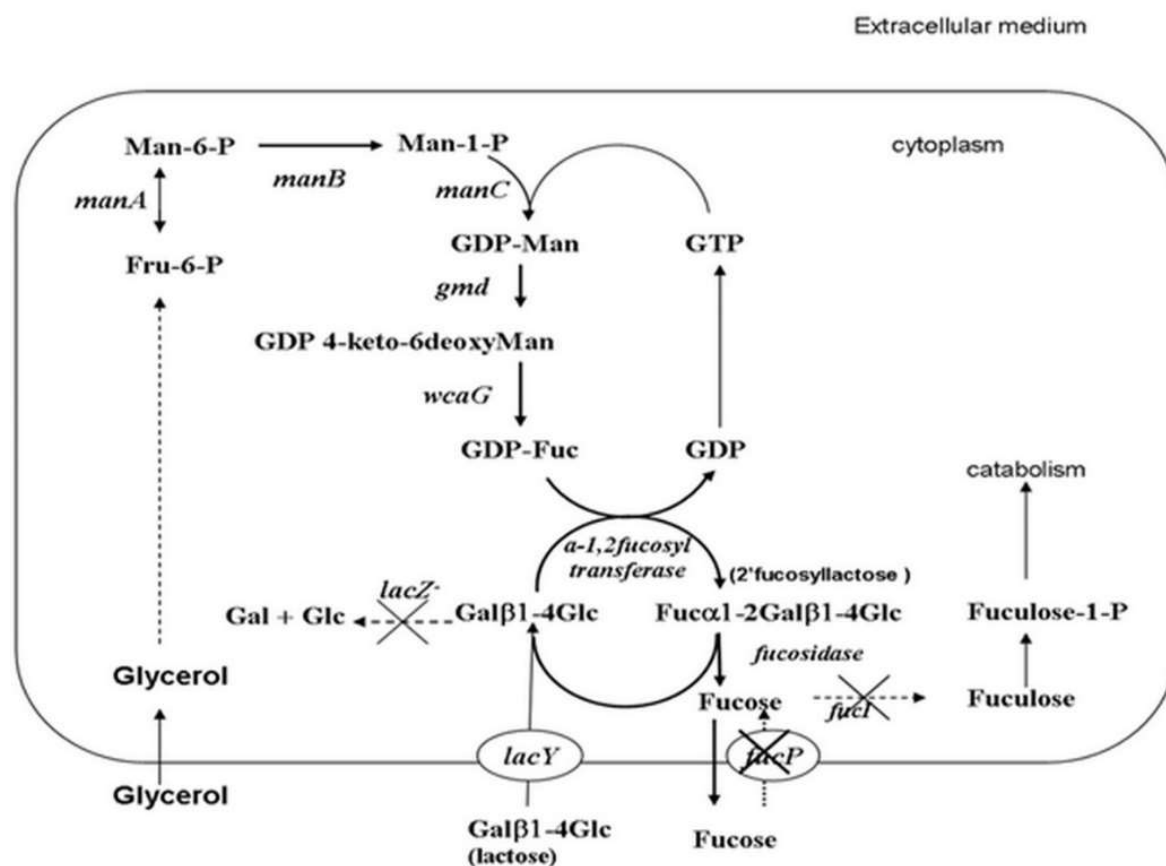 Extracellular medium
cytoplasm
Man-6-P
manB
Man-1-P
manA
manC
Fru-6-P
GDP-Man
GTP
gmd
GDP 4-keto-6deoxyMan
wcaG
GDP-Fuc
GDP
catabolism
a-1,2fucosyl
transferase
(2'fucosyllactose )
lacZ-
Gal + Glc
Galβ1-4Glc
Fucα1-2Galβ1-4Glc
Fuculose-1-P
fucosidase
Glycerol
Fucose
fucI
Fuculose
lacY
fucP
Glycerol
Galβ1-4Glc
(lactose)
Fucose